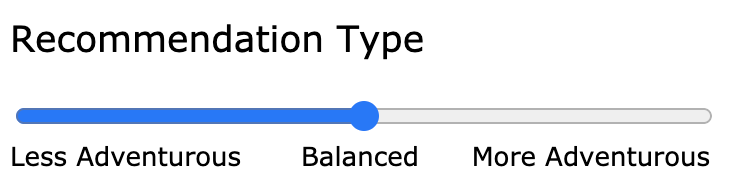 Recommendation Type
Less Adventurous Balanced More Adventurous